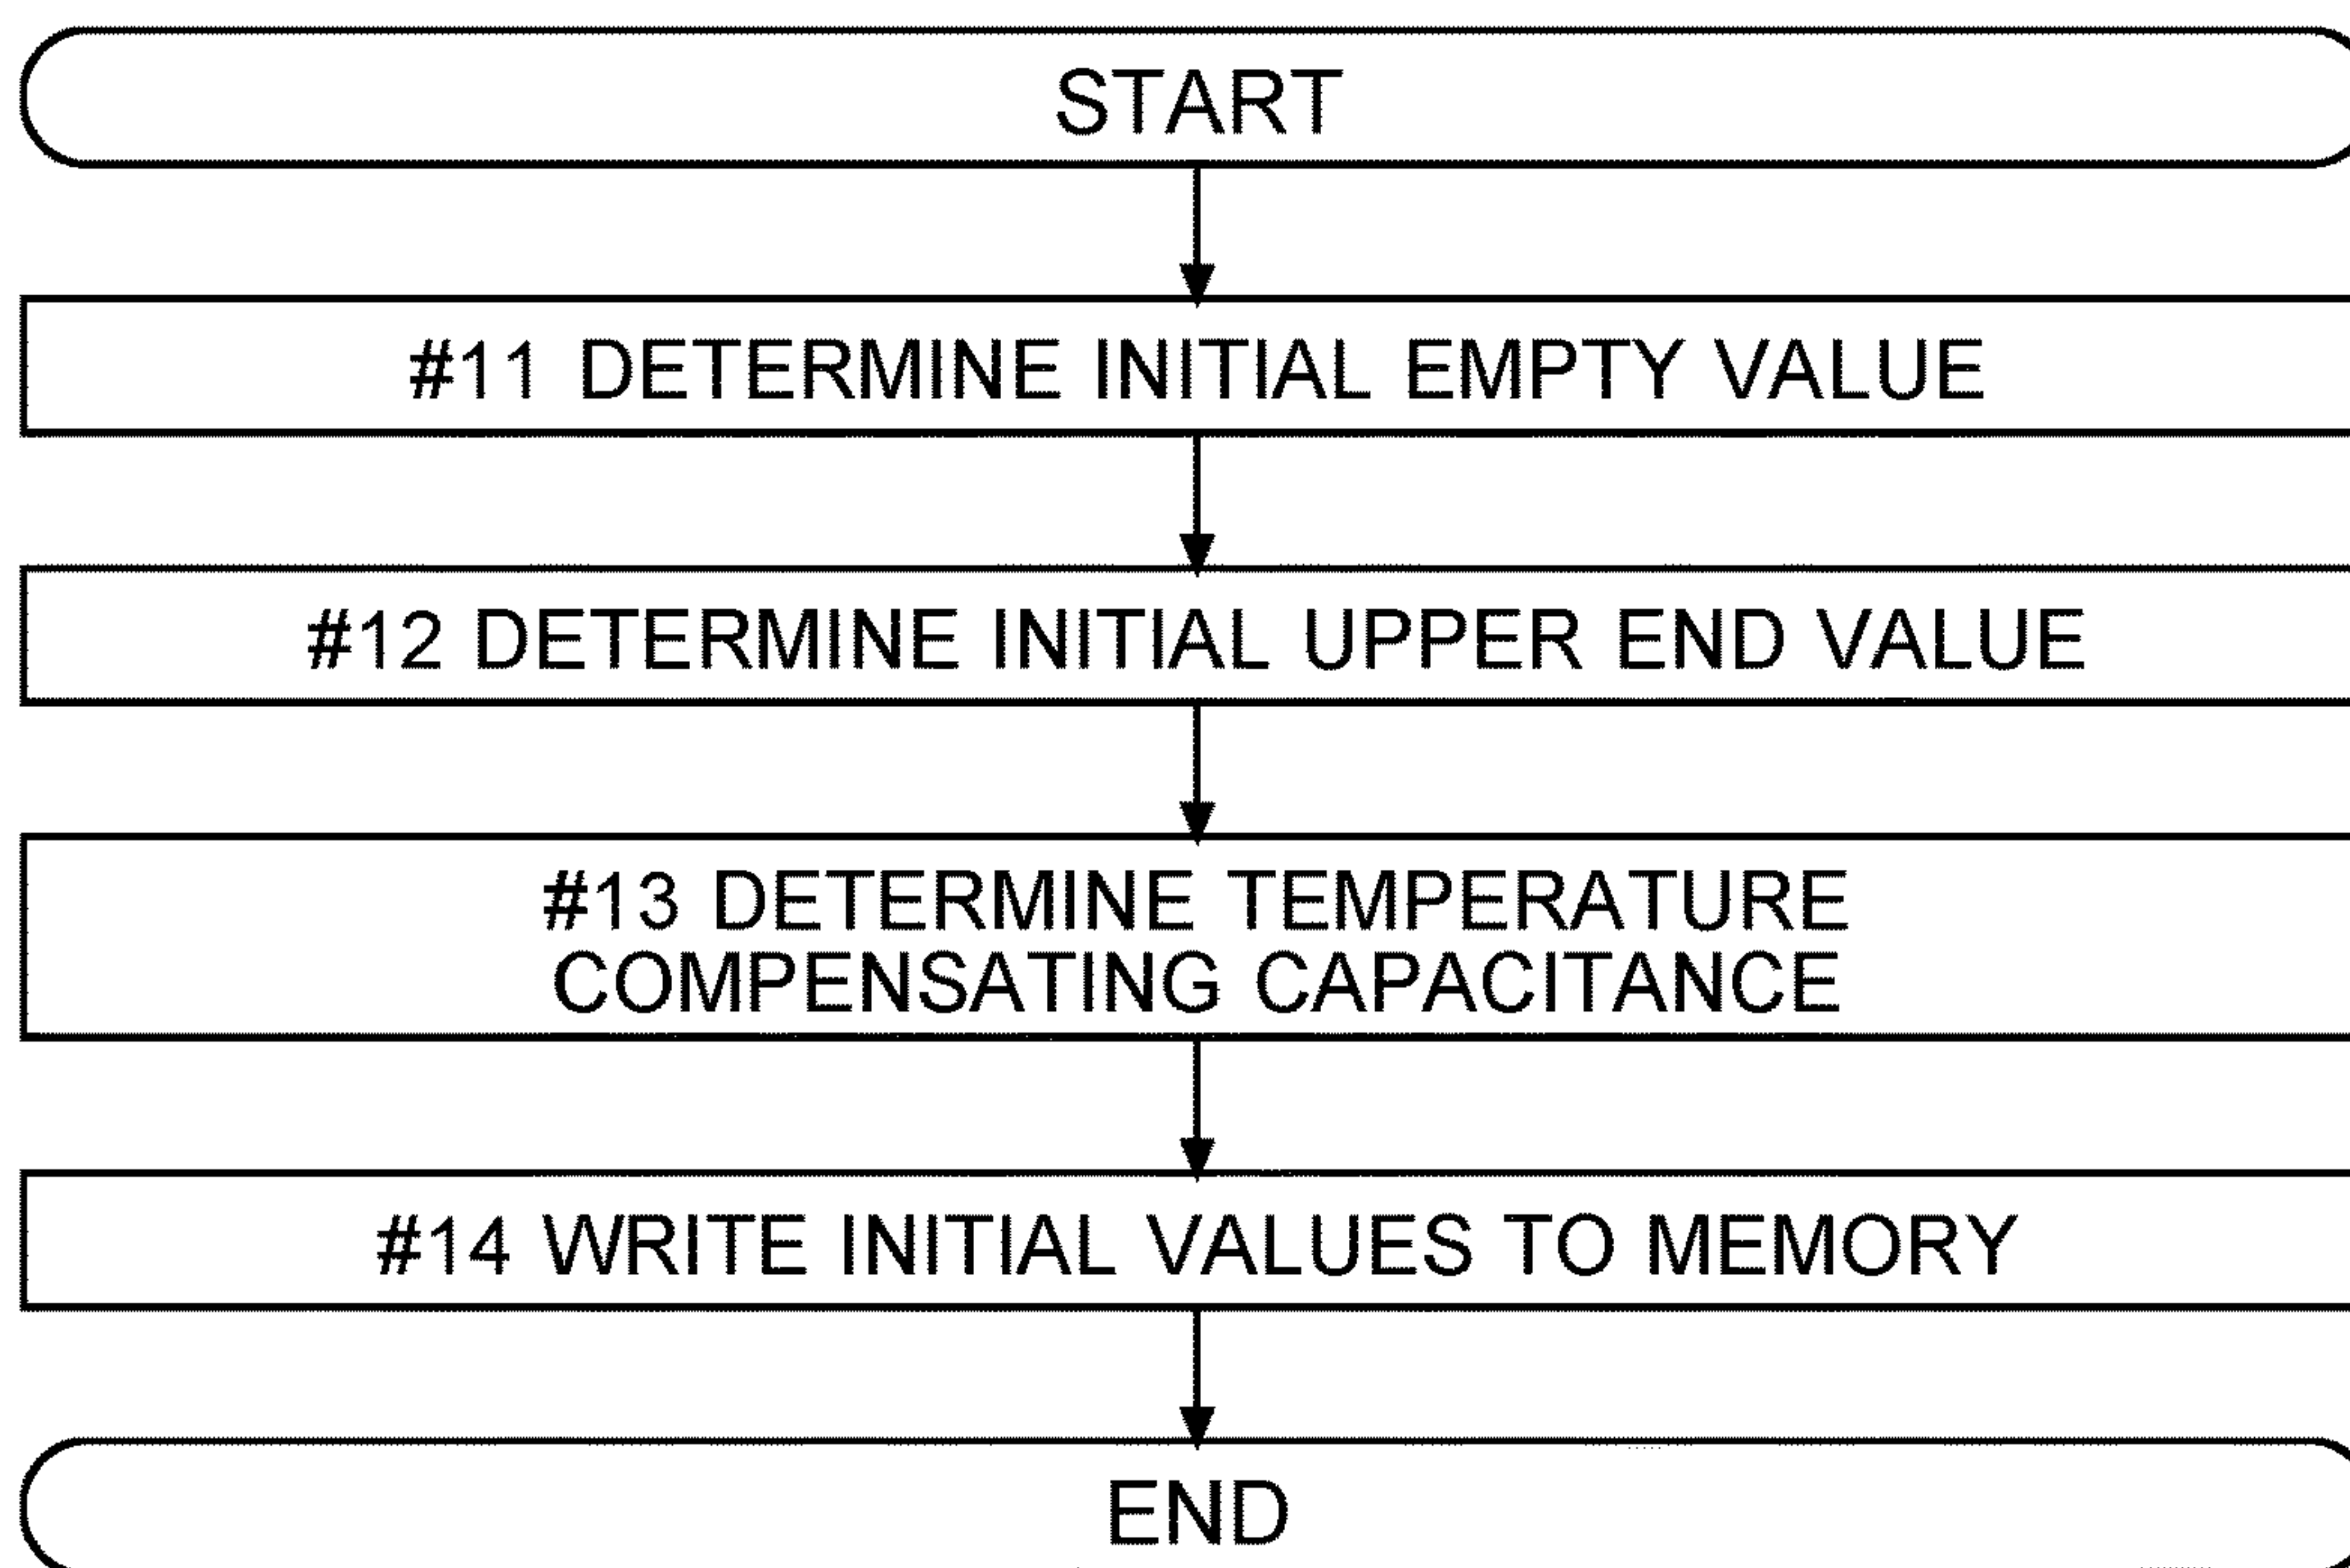 START
#11 DETERMINE INITIAL EMPTY VALUE
#12 DETERMINE INITIAL UPPER END VALUE
#13 DETERMINE TEMPERATURE
COMPENSATING CAPACITANCE
#14 WRITE INITIAL VALUES TO MEMORY
END